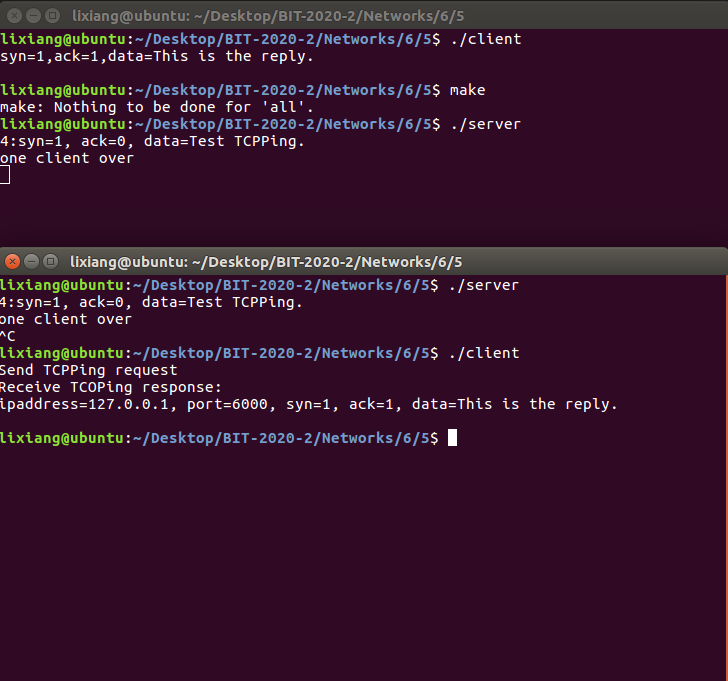 lixiang@ubuntu: ~/Desktop/BIT-2020-2/Networks/6/5
lixiang@ubuntu:~/Desktop/BIT-2020-2/Networks/6/5$ ./client
syn=1,ack=1,data=This is the reply.
lixiang@ubuntu:~/Desktop/BIT-2020-2/Networks/6/5$ make
make: Nothing to be done for 'all'.
lixiang@ubuntu:~/Desktop/BIT-2020-2/Networks/6/5$ ./server
4:syn=1, ack=0, data=Test TCPPing.
one client over
lixiang@ubuntu: ~/Desktop/BIT-2020-2/Networks/6/5
lixiang@ubuntu:~/Desktop/BIT-2020-2/Networks/6/5$ ./server
4:syn=1, ack=0, data=Test TCPPing.
one client over
^C
lixiang@ubuntu:~/Desktop/BIT-2020-2/Networks/6/5$ ./client
Send TCPPing request
Receive TCOPing response:
ipaddress=127.0.0.1, port=6000, syn=1, ack=1, data=This is the reply.
lixiang@ubuntu:~/Desktop/BIT-2020-2/Networks/6/5$